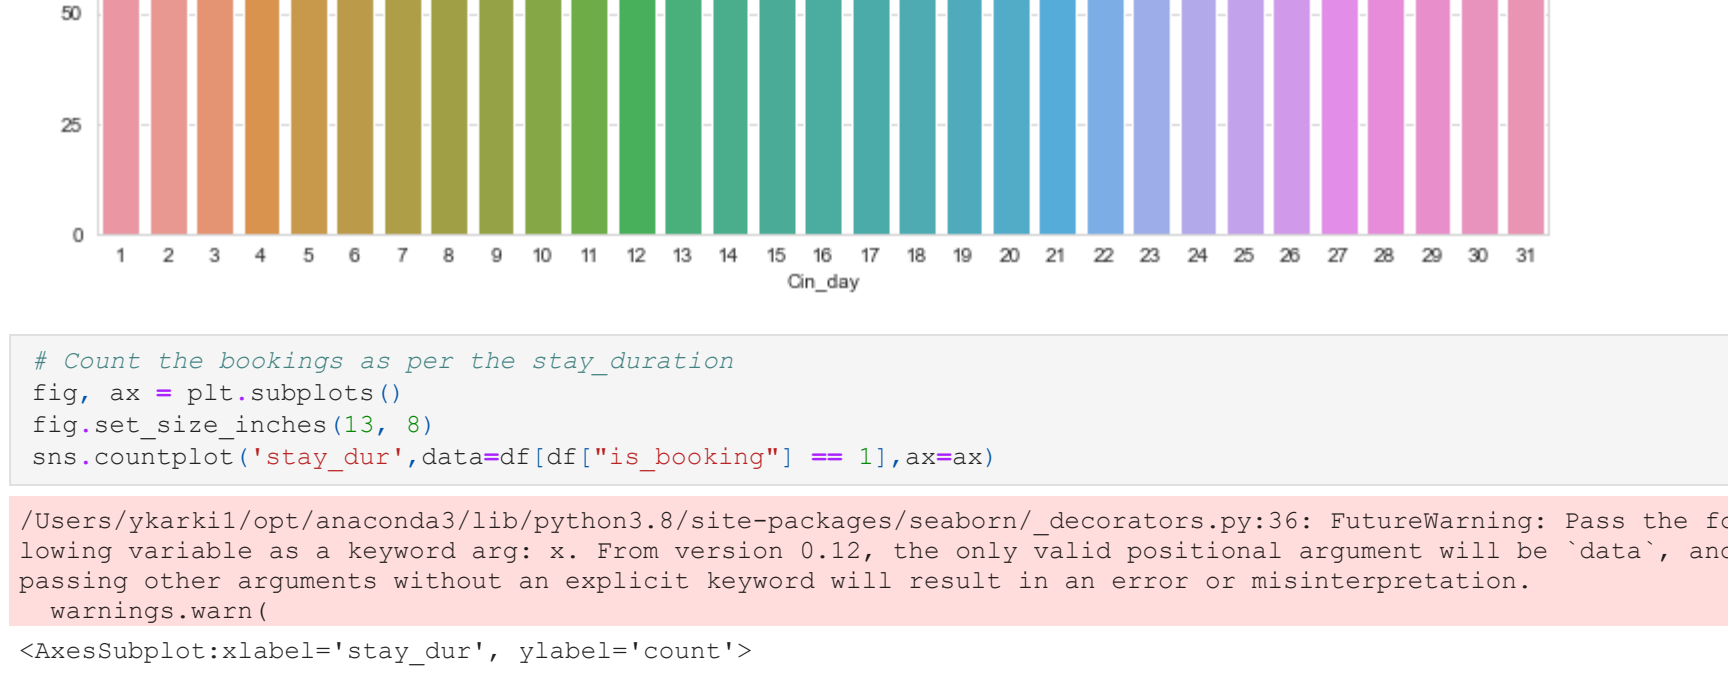 50
25
0
1 2 3 4 5 6 7 8 9 10 11 12 13 14 15 16 17 18 19 20 21 22 23 24 25 26 27 28 29 30 31
Cin_day
# Count the bookings as per the stay_duration
fig, ax = plt.subplots()
fig.set_size_inches(13, 8)
sns.countplot('stay_dur',data=df[df["is_booking"] == 1],ax=ax)
/Users/ykarki1/opt/anaconda3/lib/python3.8/site-packages/seaborn/_decorators.py:36: FutureWarning: Pass the fo
lowing variable as a keyword arg: x. From version 0.12, the only valid positional argument will be `data`, and
passing other arguments without an explicit keyword will result in an error or misinterpretation.
warnings.warn(
<AxesSubplot:xlabel='stay_dur', ylabel='count'>